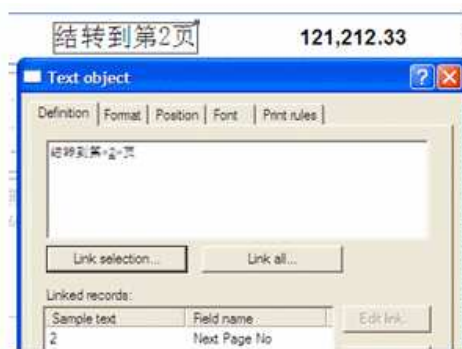 结转到第2页 121,212.33
Text object
Definition Format Position Font Print rules
结转到第-2-页
Link selection... Link all...
Linked records:
Sample text Field name Edit link...
2 Next Page No